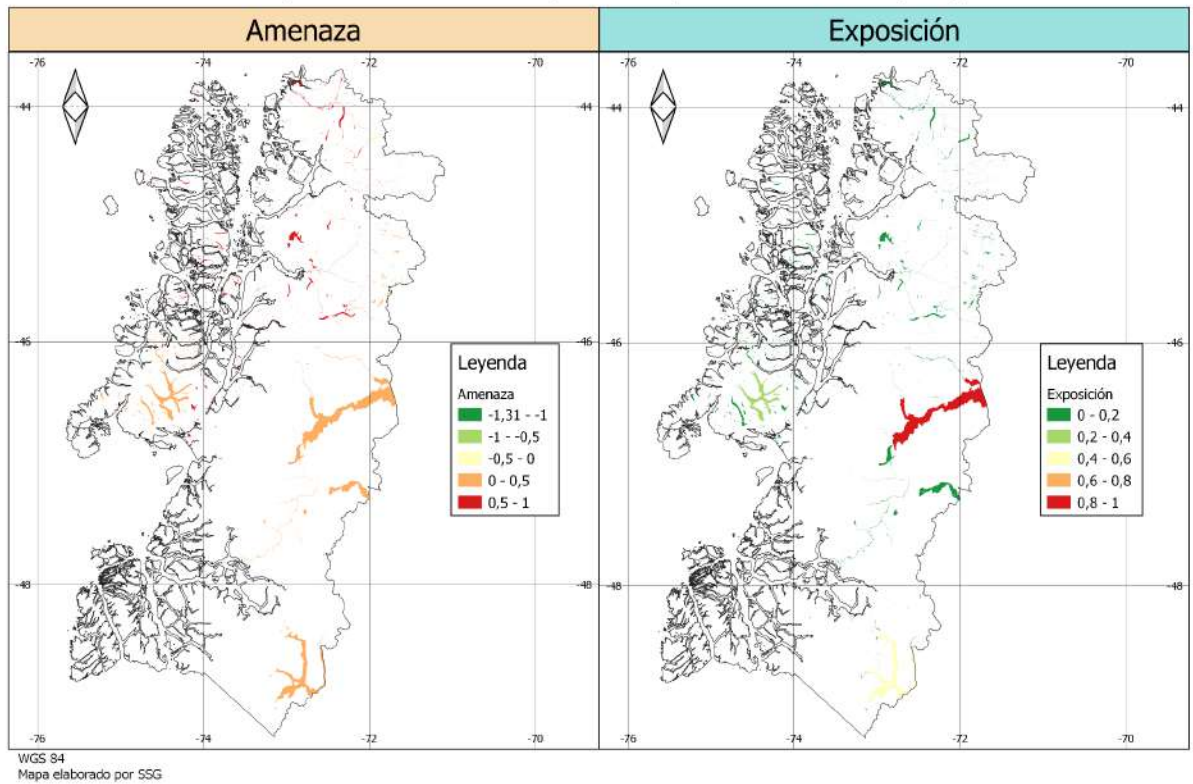 Amenaza
Exposición
-76
-74
-72
-70
-76
-74
-72
-70
-44
-44
-46
-46
Leyenda
Amenaza
-1,31 - -1
-1 - -0,5
-0,5 - 0
0 - 0,5
0,5 - 1
Leyenda
Exposición
0 - 0,2
0,2 - 0,4
0,4 - 0,6
0,6 - 0,8
0,8 - 1
-48
-48
-76
-74
-72
-70
-76
-74
-72
-70
WGS 84
Mapa elaborado por SSG